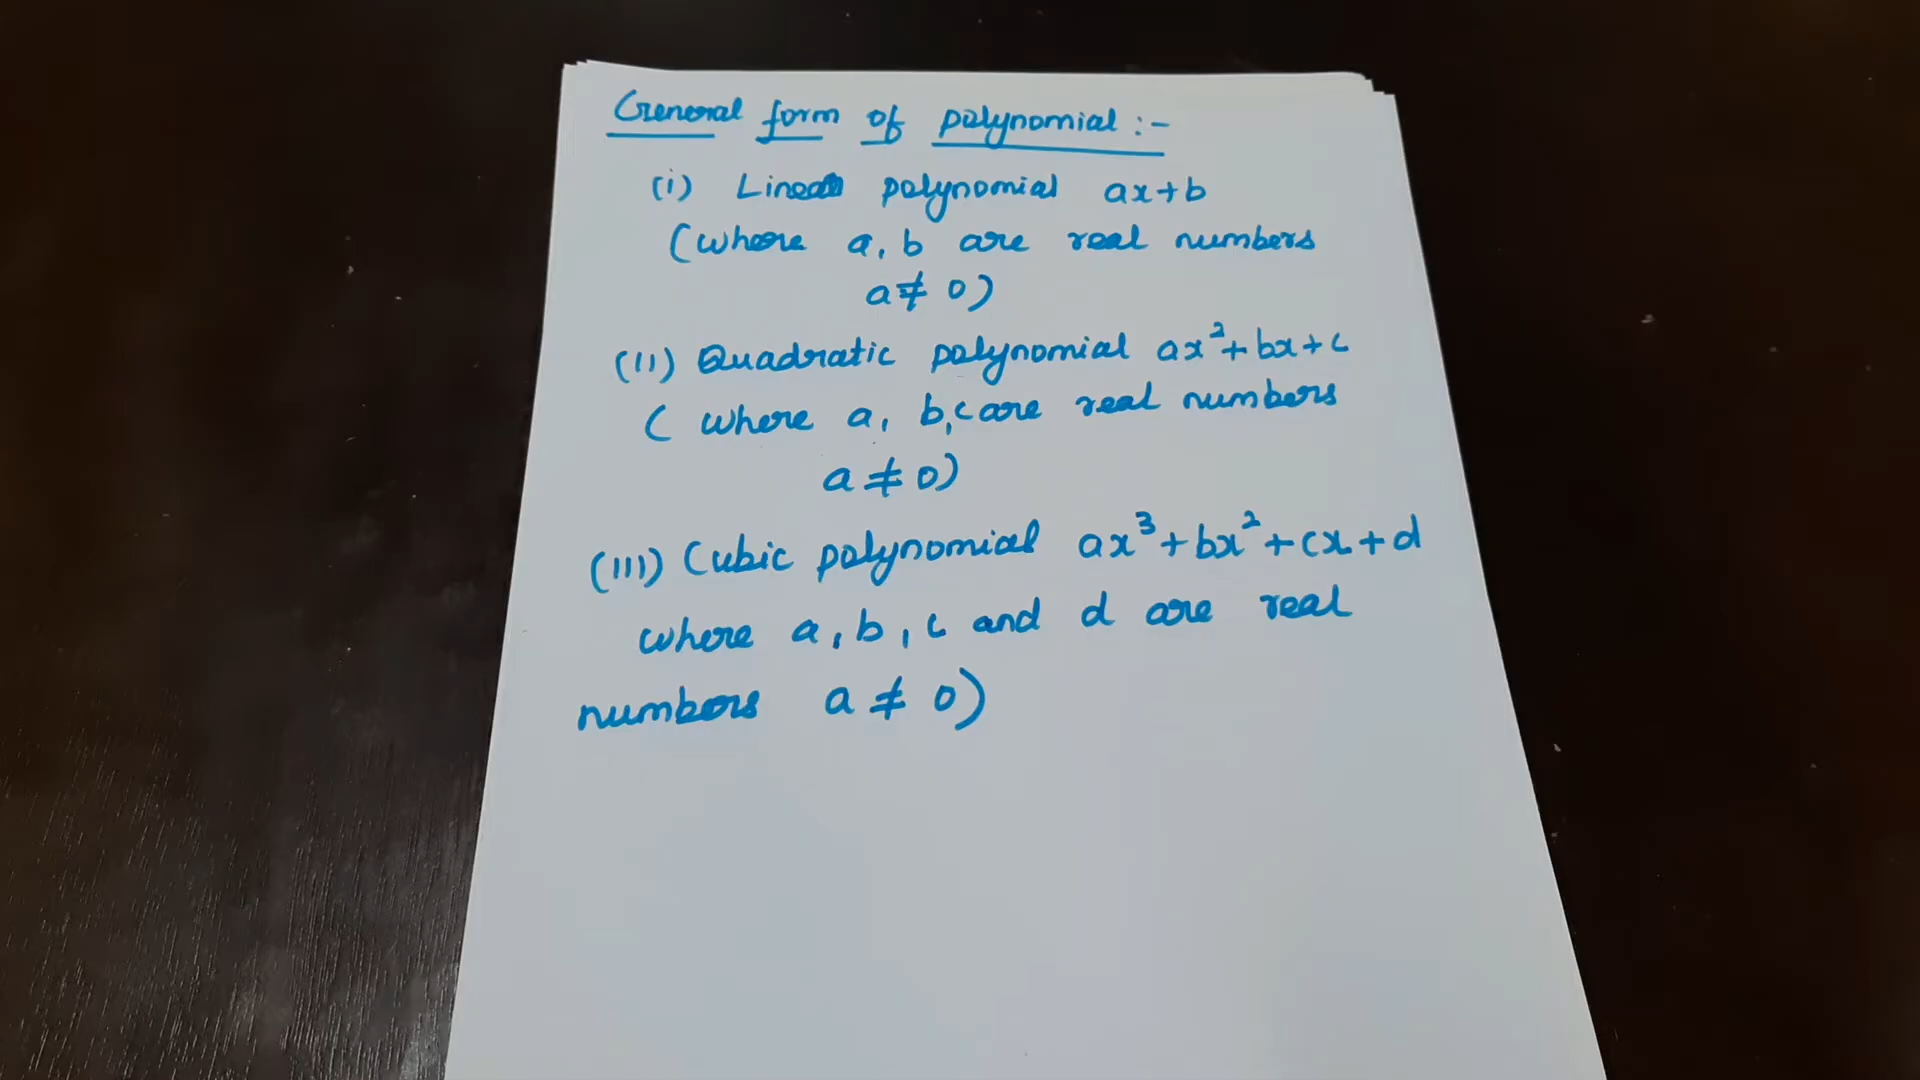 General form of polynomial :-
(i) Linear polynomial ax+b
(where a, b are real numbers
a≠ 0)
(ii) Quadratic polynomial ax²+bx+c
( where a, b,c are real numbers
a ≠ 0)
(iii) Cubic polynomial ax³+bx²+cx+d
where a, b, c and d are real
numbers a ≠ 0)